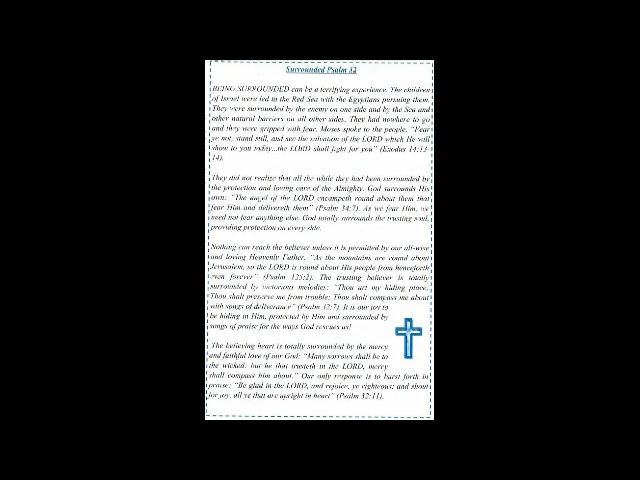 Surrounded Psalm 32
BEING SURROUNDED can be a terrifying experience. The children
of Israel were led to the Red Sea with the Egyptians pursuing them.
They were surrounded by the enemy on one side and by the Sea and
other natural barriers on all other sides. They had nowhere to go
and they were gripped with fear. Moses spoke to the people, "Fear
ye not, stand still, and see the salvation of the LORD which He will
show to you today...the LORD shall fight for you" (Exodus 14:13-
14).
They did not realize that all the while they had been surrounded by
the protection and loving care of the Almighty. God surrounds His
own: "The angel of the LORD encampeth round about them that
fear Him and delivereth them" (Psalm 34:7). As we fear Him, we
need not fear anything else. God totally surrounds the trusting soul,
providing protection on every side.
Nothing can reach the believer unless it is permitted by our all-wise
and loving Heavenly Father. "As the mountains are round about
Jerusalem, so the LORD is round about His people from henceforth
even forever" (Psalm 125:2). The trusting believer is totally
surrounded by victorious melodies: "Thou art my hiding place,
Thou shalt preserve me from trouble; Thou shalt compass me about
with songs of deliverance" (Psalm 32:7). It is our joy to
be hiding in Him, protected by Him and surrounded by
songs of praise for the ways God rescues us!
The believing heart is totally surrounded by the mercy
and faithful love of our God: "Many sorrows shall be to
the wicked: but he that trusteth in the LORD, mercy
shall compass him about." Our only response is to burst forth in
praise: "Be glad in the LORD, and rejoice, ye righteous: and shout
for joy, all ye that are upright in heart" (Psalm 32:11).